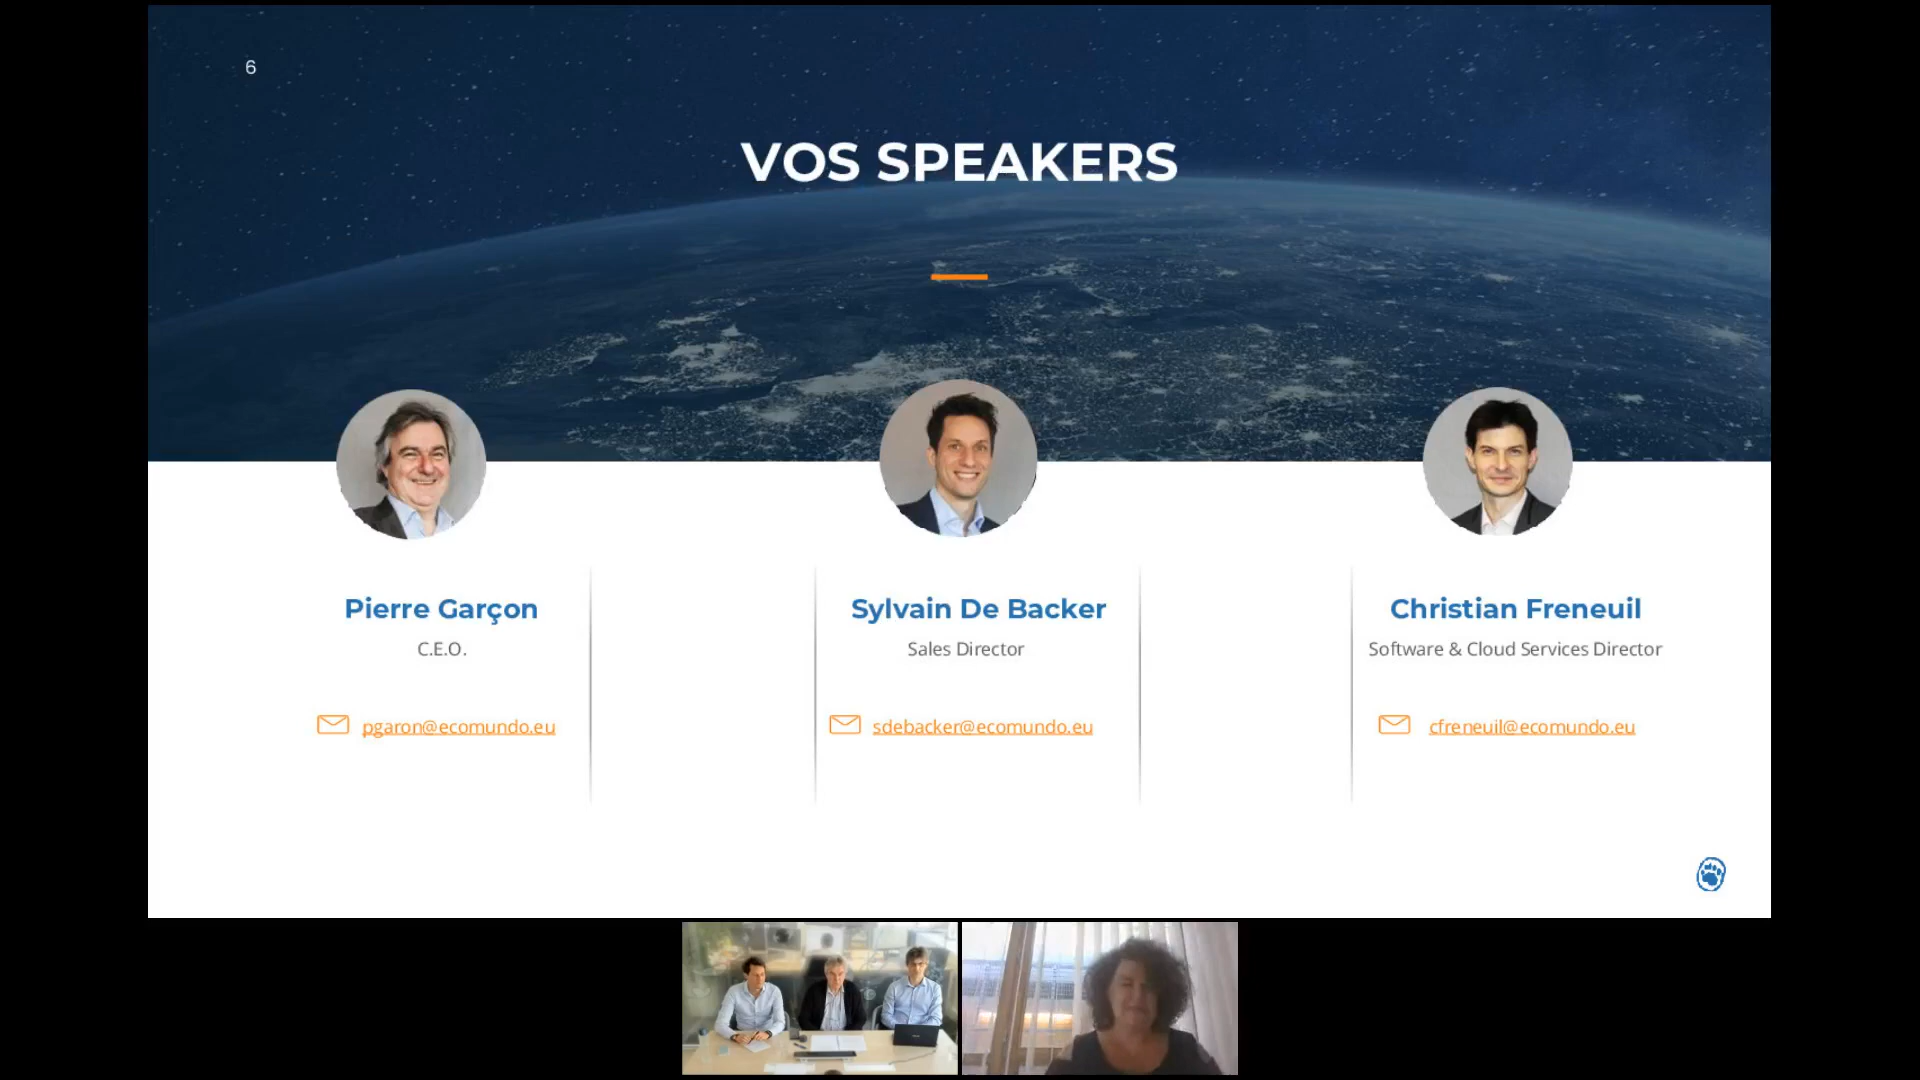 6
VOS SPEAKERS
Pierre Garçon
C.E.O.
pgaron@ecomundo.eu
Sylvain De Backer
Sales Director
sdebacker@ecomundo.eu
Christian Freneuil
Software & Cloud Services Director
cfreneuil@ecomundo.eu